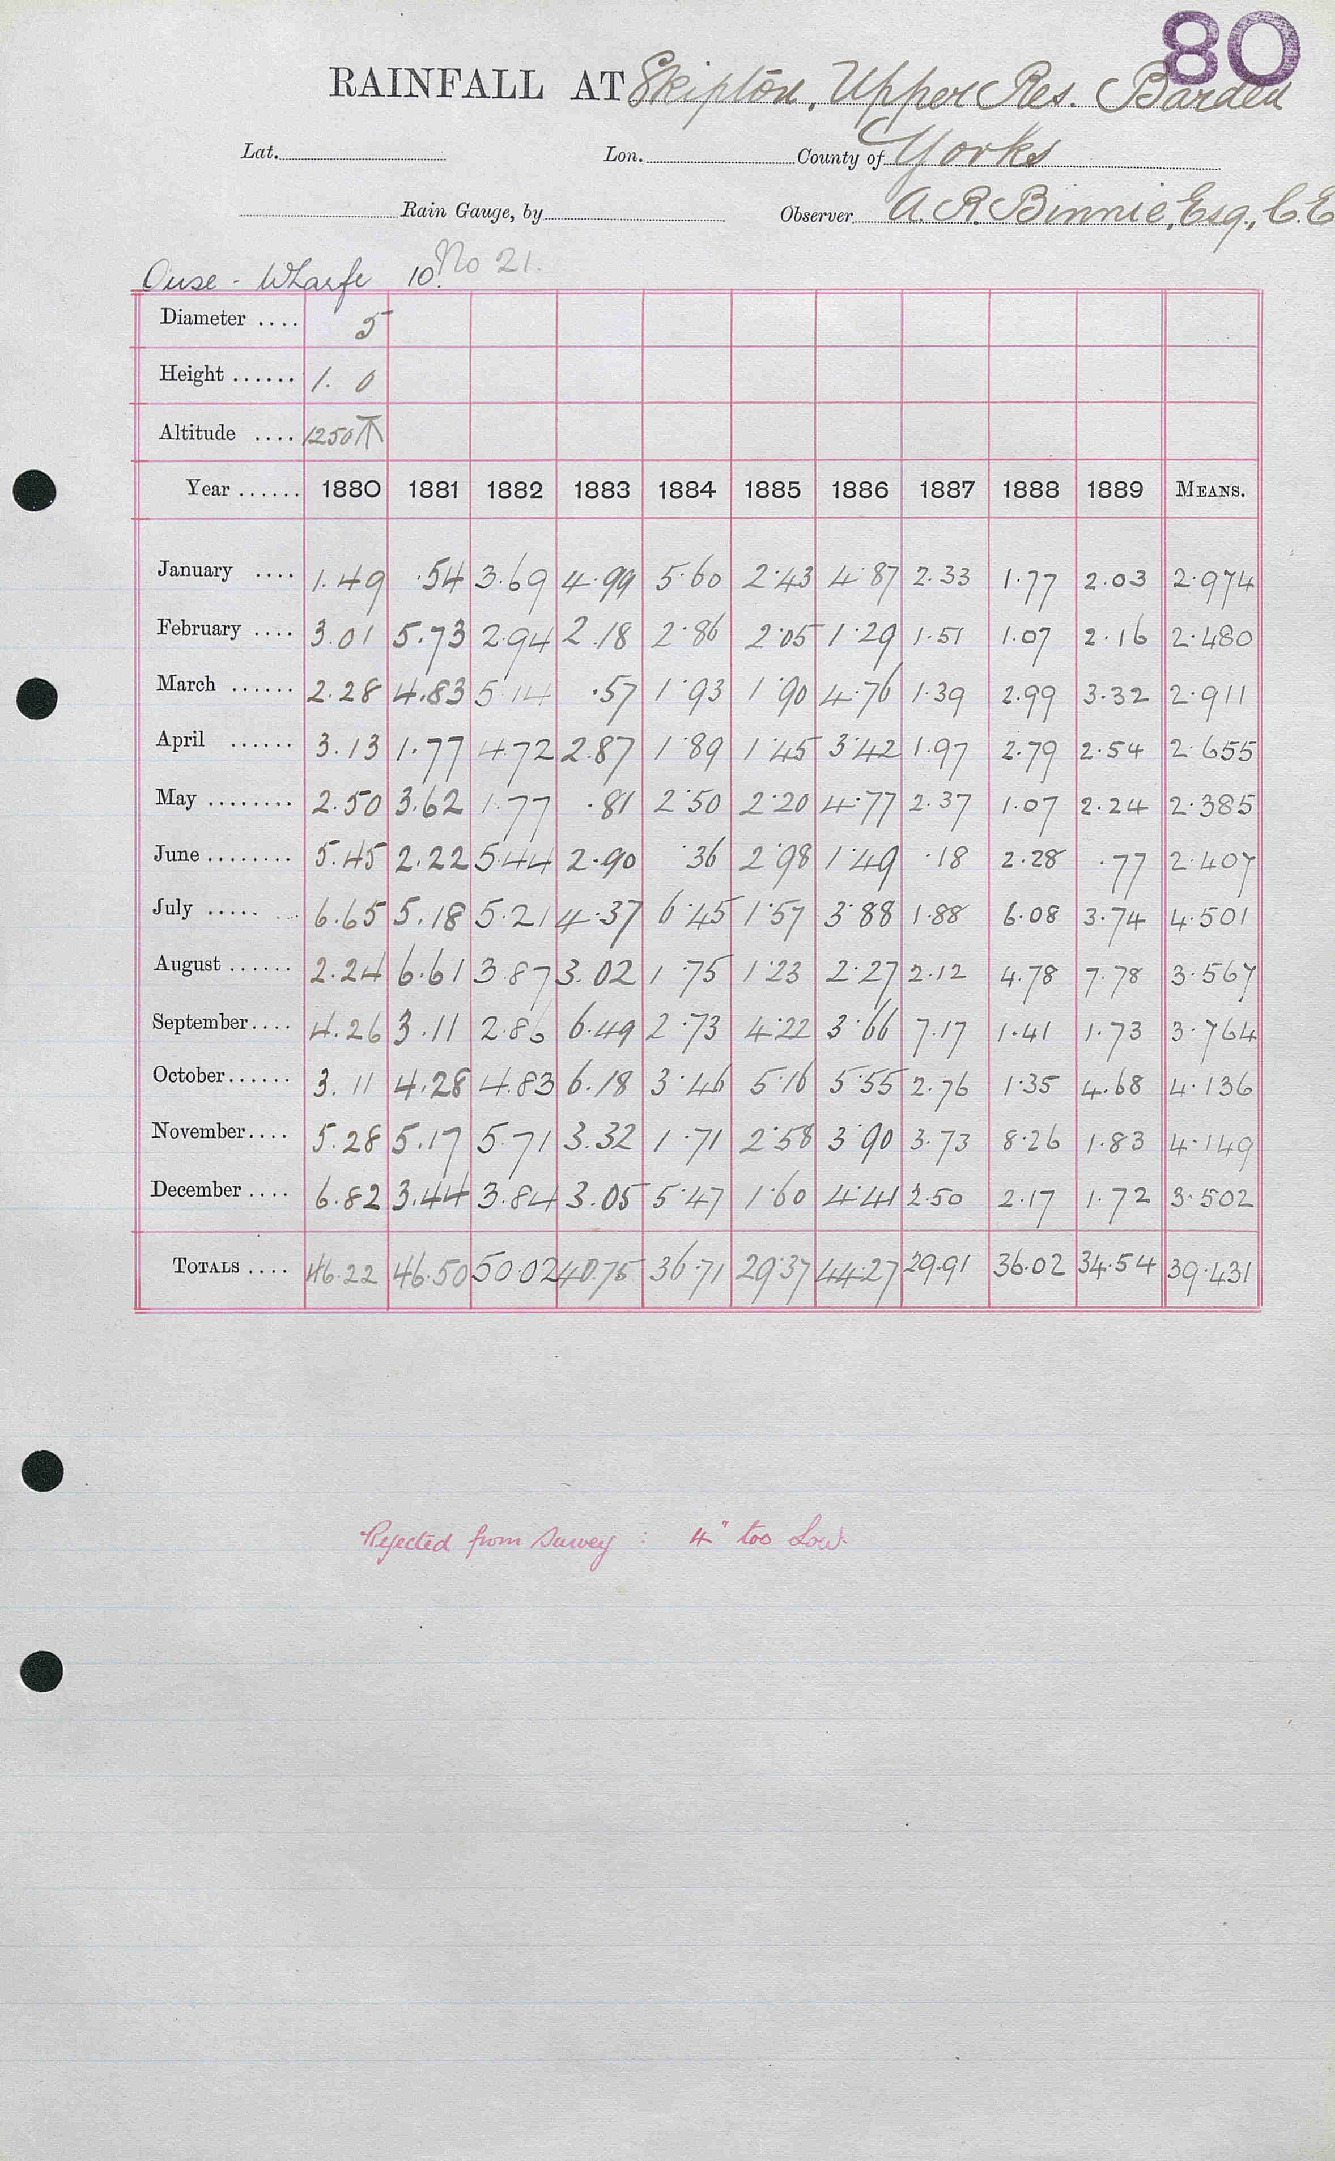 80
RAINFALL AT Skipton, Upper Res. Barden
Lat. Lon. County of Yorks
Rain Gauge, by Observer A. R. Binnie, Esq., C.E
Ouse - Wharfe 10. No 21.
Diameter .... 5
Height ...... 1. 0
Altitude .... 1250
Year ...... 1880 1881 1882 1883 1884 1885 1886 1887 1888 1889 MEANS.
January .... 1.49 .54 3.69 4.99 5.60 2.43 4.87 2.33 1.77 2.03 2.974
February .... 3.01 5.73 2.94 2.18 2.86 2.05 1.29 1.51 1.07 2.16 2.480
March ...... 2.28 4.83 5.14 .57 1.93 1.90 4.76 1.39 2.99 3.32 2.911
April ...... 3.13 1.77 4.72 2.87 1.89 1.45 3.42 1.97 2.79 2.54 2.655
May ........ 2.50 3.62 1.77 .81 2.50 2.20 4.77 2.37 1.07 2.24 2.385
June ........ 5.45 2.22 5.44 2.90 .36 2.98 1.49 .18 2.28 .77 2.407
July ..... 6.65 5.18 5.21 4.37 6.45 1.57 3.88 1.88 6.08 3.74 4.501
August ...... 2.24 6.61 3.87 3.02 1.75 1.23 2.27 2.12 4.78 7.78 3.567
September.... 4.26 3.11 2.86 6.49 2.73 4.22 3.66 7.17 1.41 1.73 3.764
October...... 3.11 4.28 4.83 6.18 3.46 5.16 5.55 2.76 1.35 4.68 4.136
November.... 5.28 5.17 5.71 3.32 1.71 2.58 3.90 3.73 8.26 1.83 4.149
December .... 6.82 3.44 3.84 3.05 5.47 1.60 4.41 2.50 2.17 1.72 3.502
TOTALS .... 46.22 46.50 50.02 40.75 36.71 29.37 44.27 29.91 36.02 34.54 39.431
Rejected from Survey : 4" too Low.